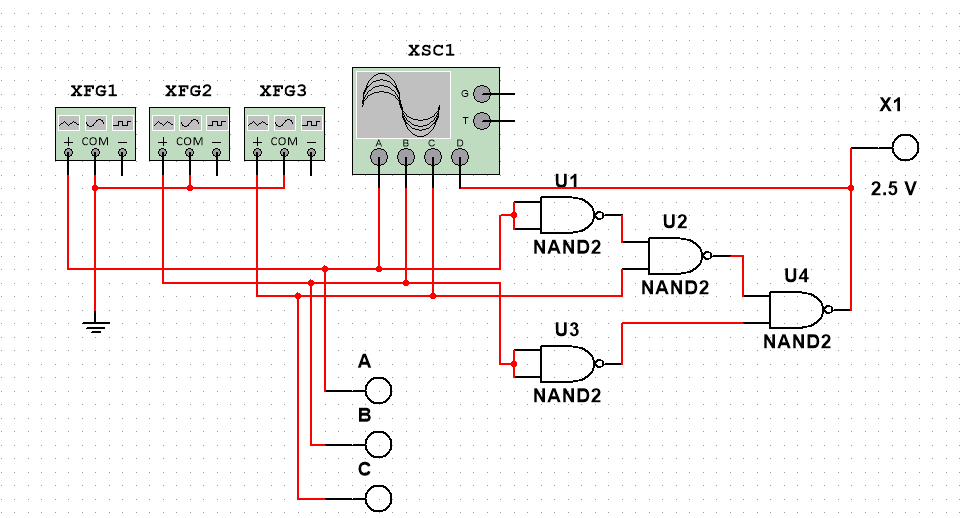 XSC1
XFG1 XFG2 XFG3
G
T
+ COM − + COM − + COM −
A B C D
X1
2.5 V
U1
NAND2
U2
NAND2
U4
NAND2
U3
NAND2
A
B
C